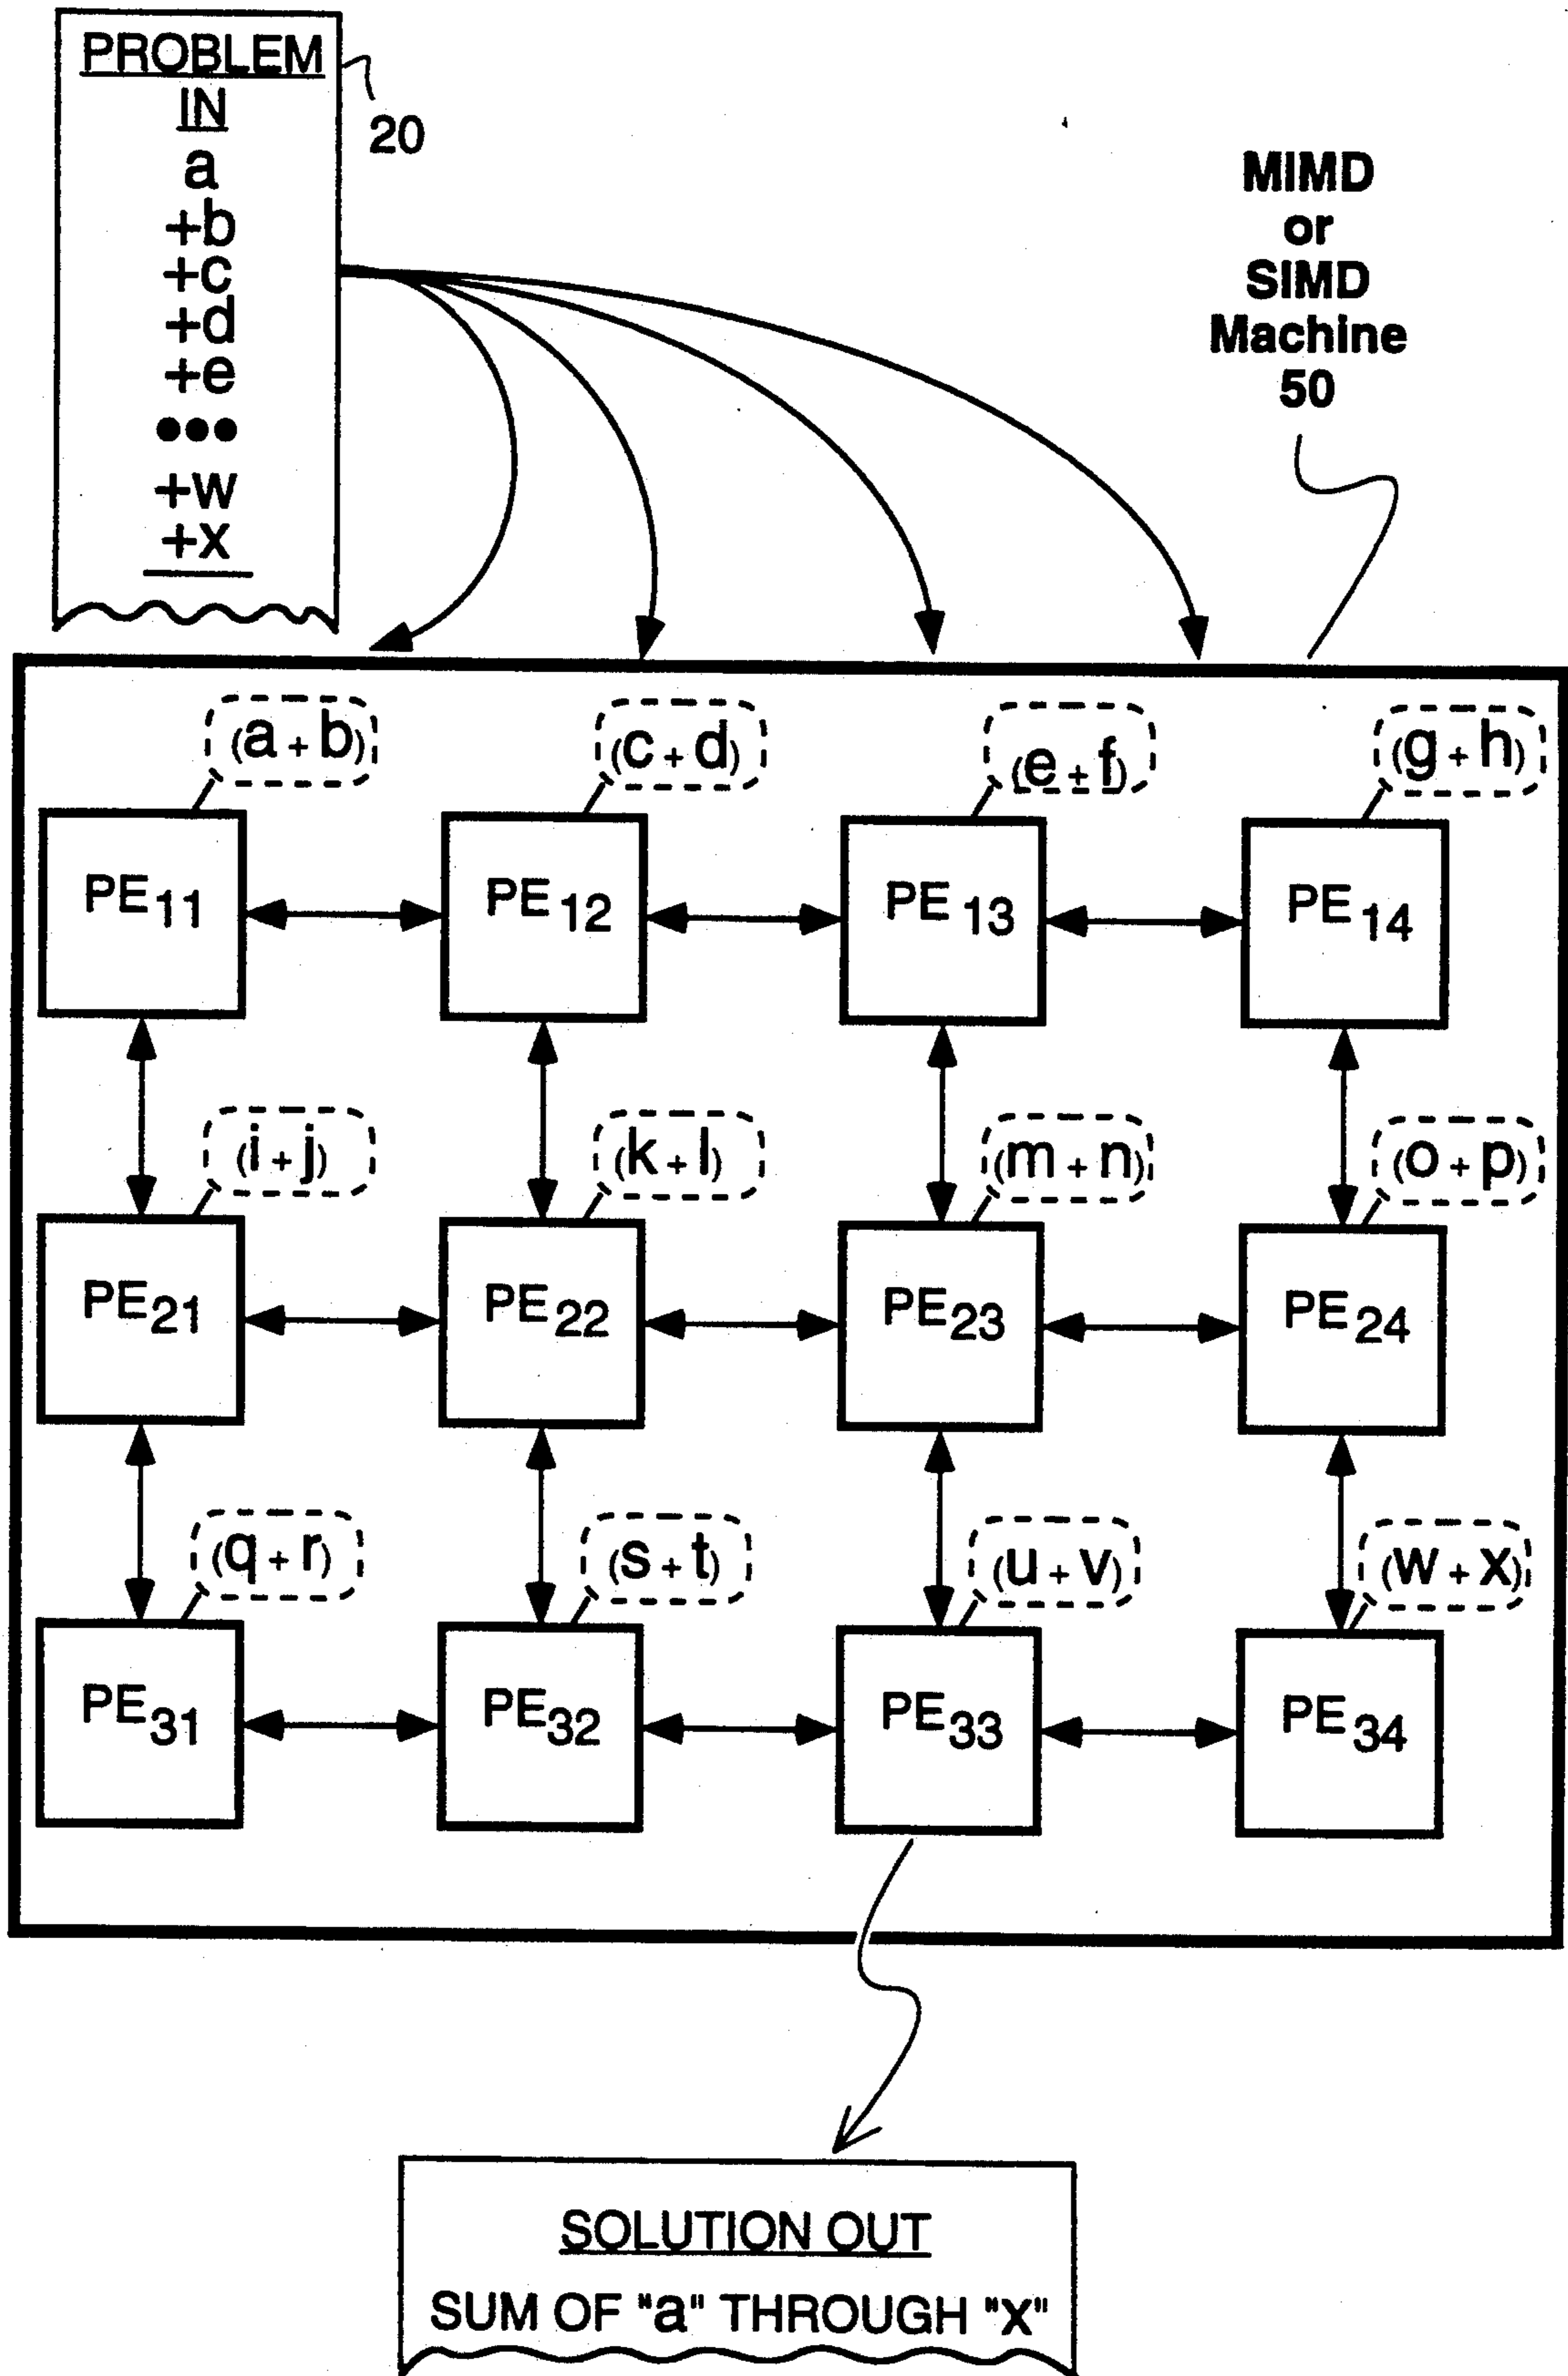 PROBLEM
IN
a
+b
+c
+d
+e
●●●
+w
+x
20
MIMD
or
SIMD
Machine
50
(a + b)
(c + d)
(e + f)
(g + h)
PE11
PE12
PE13
PE14
(i + j)
(k + l)
(m + n)
(o + p)
PE21
PE22
PE23
PE24
(q + r)
(s + t)
(u + v)
(w + x)
PE31
PE32
PE33
PE34
SOLUTION OUT
SUM OF "a" THROUGH "x"